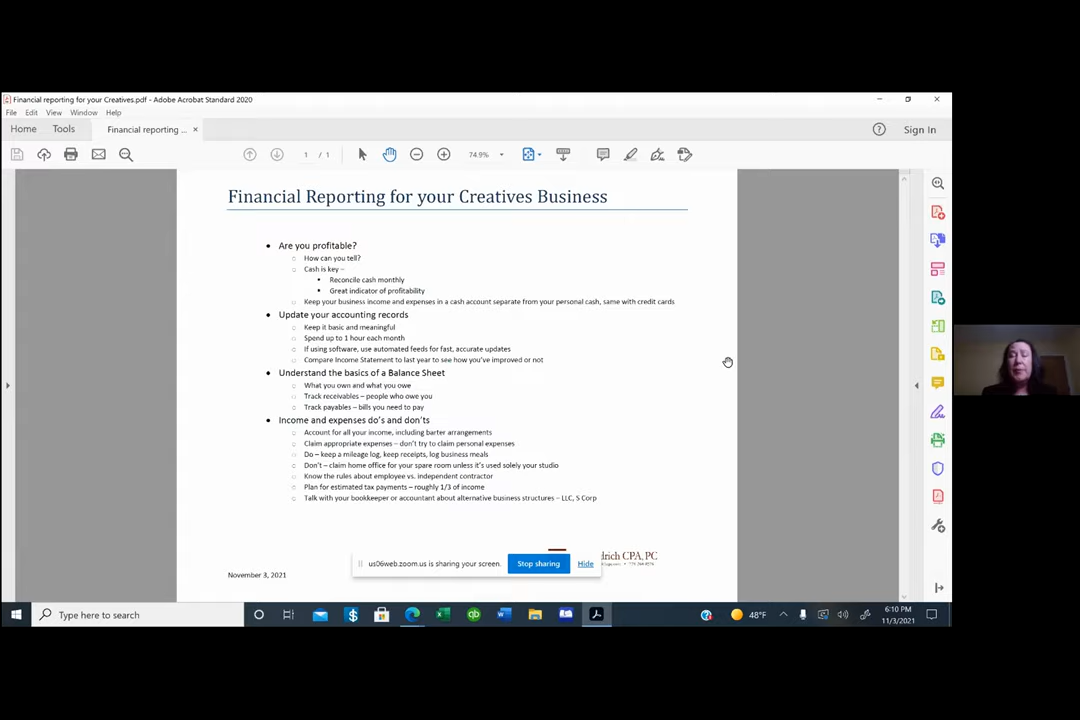 Financial reporting for your Creatives.pdf - Adobe Acrobat Standard 2020
File Edit View Window Help
Home Tools Financial reporting ... × Sign In
1 / 1 74.9%
Financial Reporting for your Creatives Business
Are you profitable?
How can you tell?
Cash is key –
Reconcile cash monthly
Great indicator of profitability
Keep your business income and expenses in a cash account separate from your personal cash, same with credit cards
Update your accounting records
Keep it basic and meaningful
Spend up to 1 hour each month
If using software, use automated feeds for fast, accurate updates
Compare Income Statement to last year to see how you've improved or not
Understand the basics of a Balance Sheet
What you own and what you owe
Track receivables – people who owe you
Track payables – bills you need to pay
Income and expenses do's and don'ts
Account for all your income, including barter arrangements
Claim appropriate expenses – don't try to claim personal expenses
Do – keep a mileage log, keep receipts, log business meals
Don't – claim home office for your spare room unless it's used solely your studio
Know the rules about employee vs. independent contractor
Plan for estimated tax payments – roughly 1/3 of income
Talk with your bookkeeper or accountant about alternative business structures – LLC, S Corp
drich CPA, PC
us06web.zoom.us is sharing your screen. Stop sharing Hide
November 3, 2021
Type here to search
48°F
6:10 PM
11/3/2021